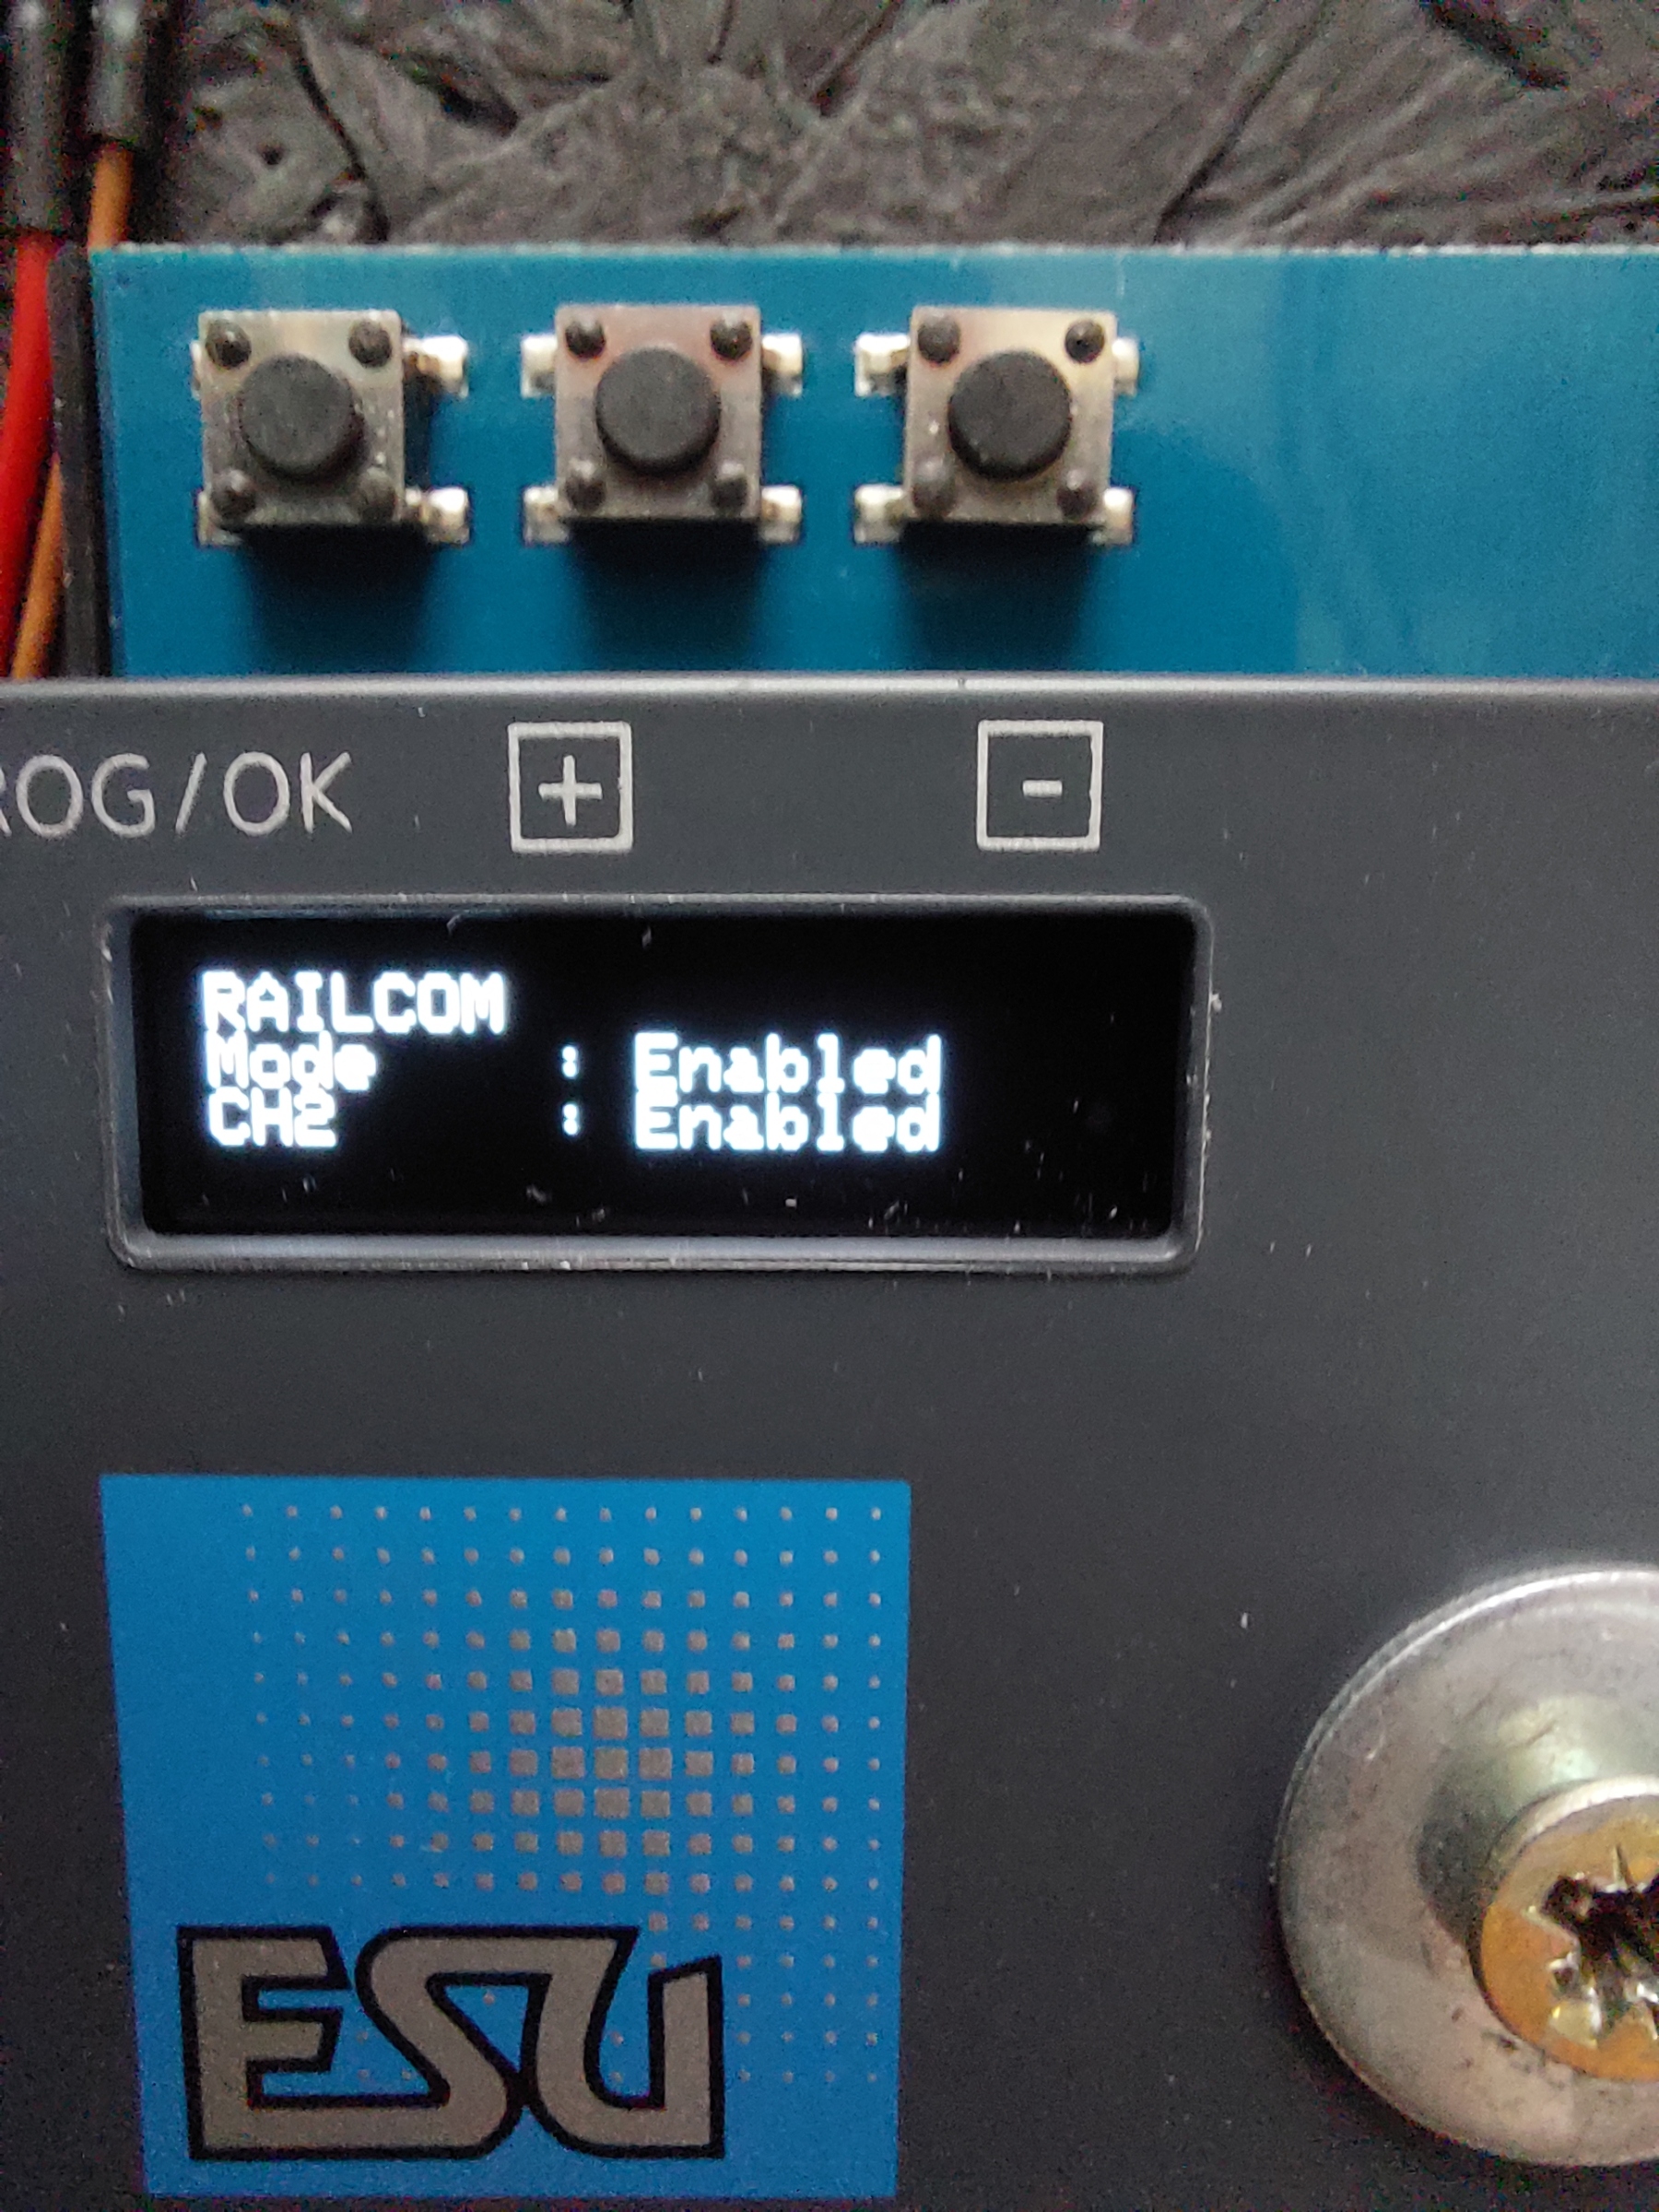 ROG/OK + -
RAILCOM
Mode : Enabled
CH2 : Enabled
ESU